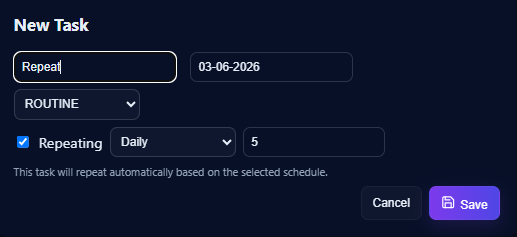 New Task
Repeat 03-06-2026
ROUTINE
Repeating Daily 5
This task will repeat automatically based on the selected schedule.
Cancel Save